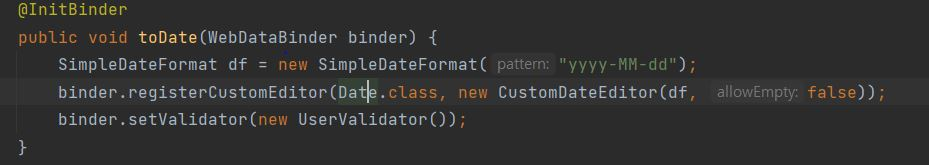 @InitBinder
public void toDate(WebDataBinder binder) {
SimpleDateFormat df = new SimpleDateFormat( pattern: "yyyy-MM-dd");
binder.registerCustomEditor(Date.class, new CustomDateEditor(df, allowEmpty: false));
binder.setValidator(new UserValidator());
}